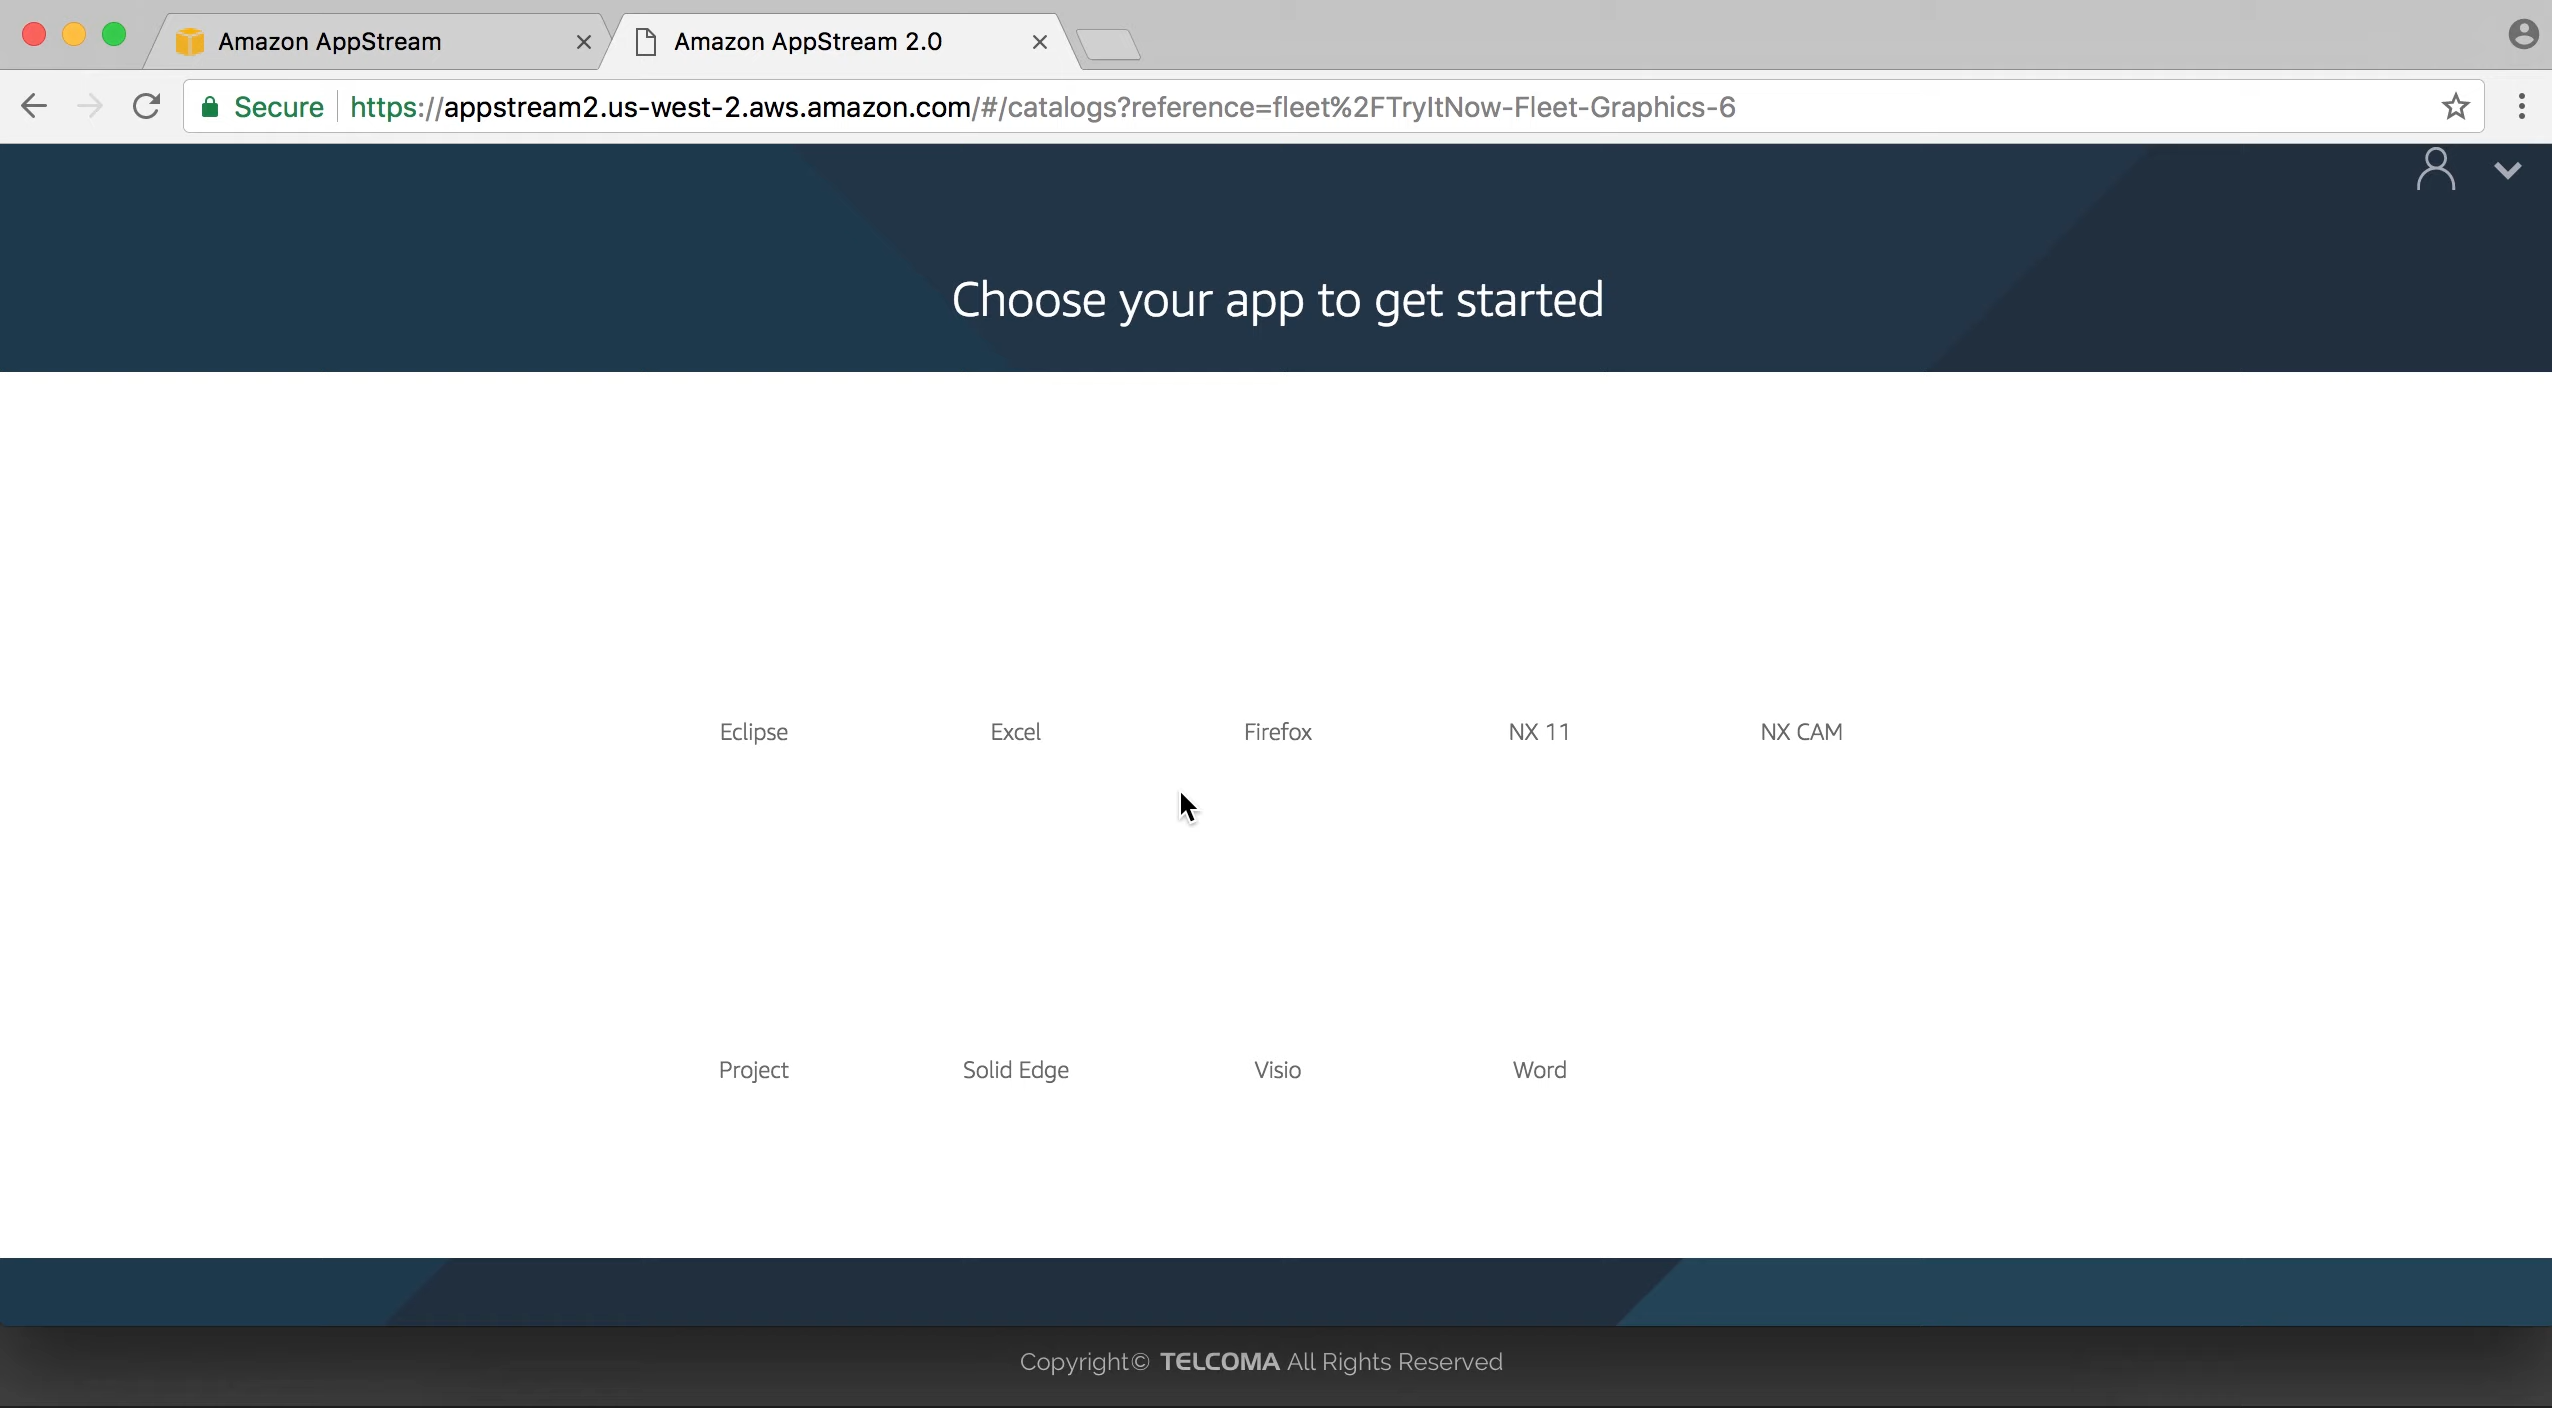 Amazon AppStream
Amazon AppStream 2.0
Secure https://appstream2.us-west-2.aws.amazon.com/#/catalogs?reference=fleet%2FTryItNow-Fleet-Graphics-6
Choose your app to get started
Eclipse Excel Firefox NX 11 NX CAM
Project Solid Edge Visio Word
Copyright© TELCOMA All Rights Reserved